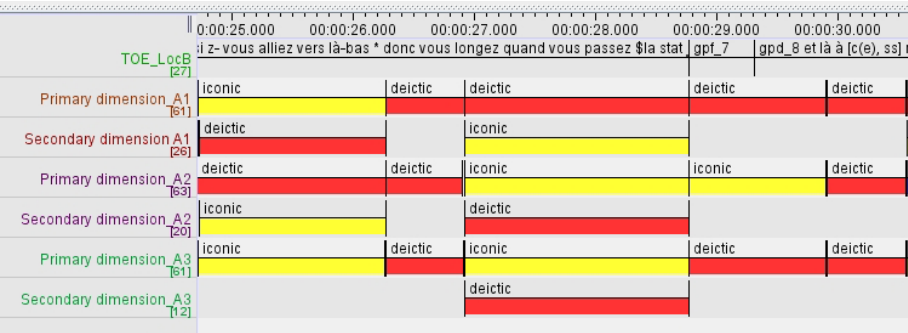 00:00:25.000 00:00:26.000 00:00:27.000 00:00:28.000 00:00:29.000 00:00:30.000
TOE_LocB [27] si z- vous alliez vers là-bas * donc vous longez quand vous passez $la stat gpf_7 gpd_8 et là à [c(e), ss]
Primary dimension_A1 [61] iconic deictic deictic deictic deictic
Secondary dimension A1 [26] deictic iconic
Primary dimension_A2 [63] deictic deictic iconic iconic deictic
Secondary dimension_A2 [20] iconic deictic
Primary dimension_A3 [61] iconic deictic iconic deictic deictic
Secondary dimension_A3 [12] deictic